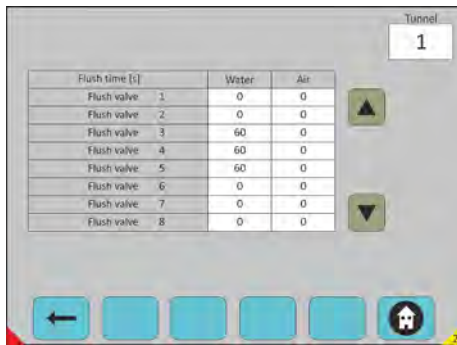 Tunnel
1
Flush time [s] Water Air
Flush valve 1 0 0
Flush valve 2 0 0
Flush valve 3 60 0
Flush valve 4 60 0
Flush valve 5 60 0
Flush valve 6 0 0
Flush valve 7 0 0
Flush valve 8 0 0
2